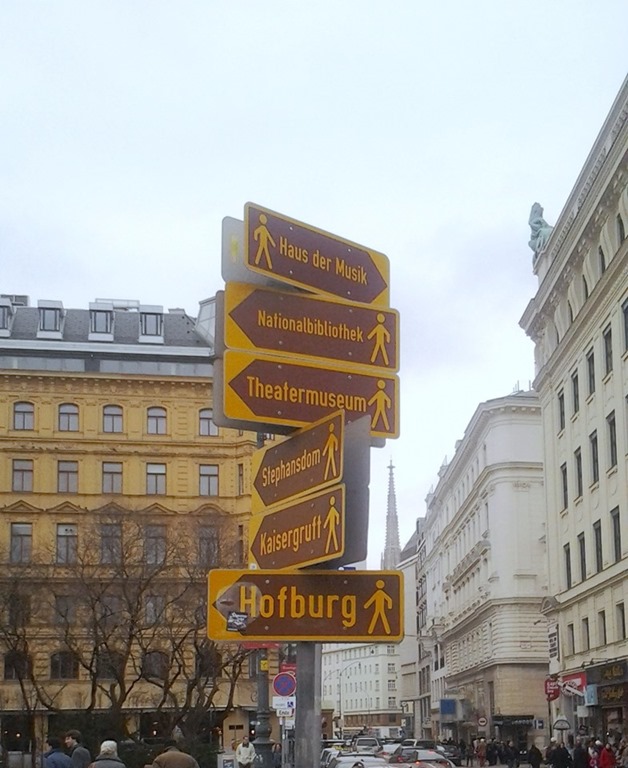 Haus der Musik
Nationalbibliothek
Theatermuseum
Stephansdom
Kaisergruft
Hofburg